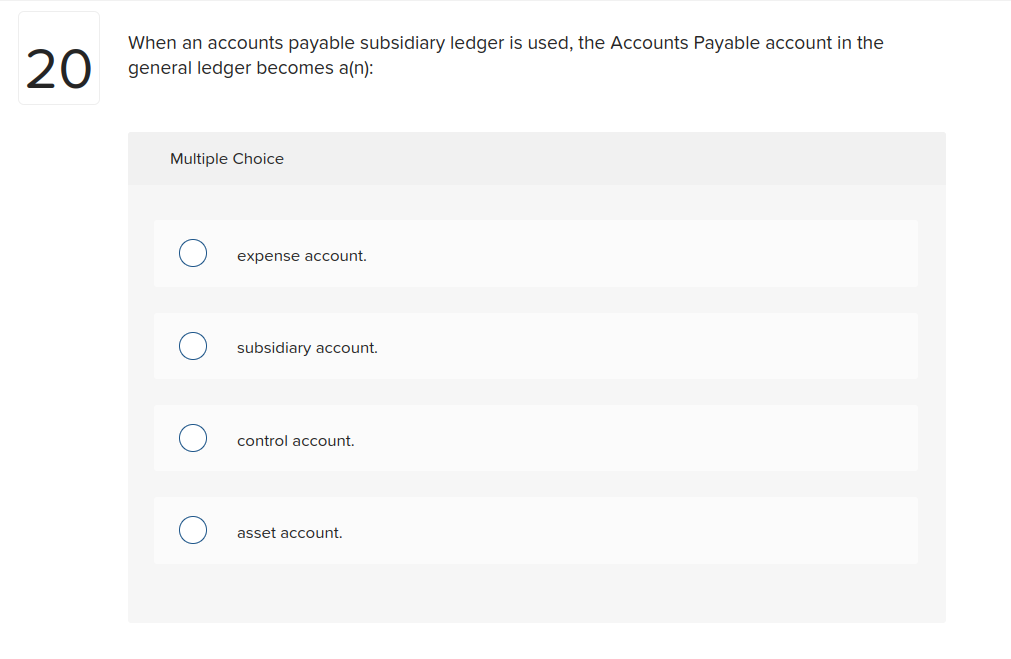 20
When an accounts payable subsidiary ledger is used, the Accounts Payable account in the
general ledger becomes a(n):
Multiple Choice
expense account.
subsidiary account.
control account.
asset account.